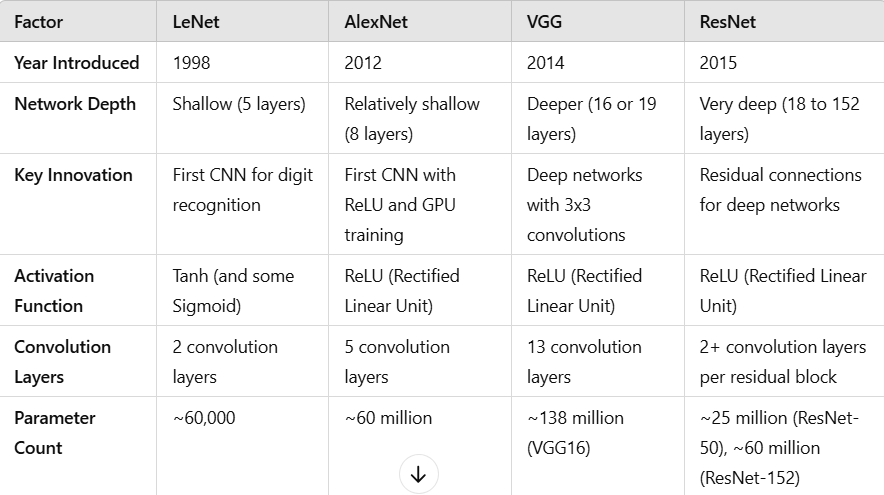 Factor LeNet AlexNet VGG ResNet
Year Introduced 1998 2012 2014 2015
Network Depth Shallow (5 layers) Relatively shallow Deeper (16 or 19 Very deep (18 to 152
(8 layers) layers) layers)
Key Innovation First CNN for digit First CNN with Deep networks Residual connections
recognition ReLU and GPU with 3x3 for deep networks
training convolutions
Activation Tanh (and some ReLU (Rectified ReLU (Rectified ReLU (Rectified Linear
Function Sigmoid) Linear Unit) Linear Unit) Unit)
Convolution 2 convolution 5 convolution 13 convolution 2+ convolution layers
Layers layers layers layers per residual block
Parameter ~60,000 ~60 million ~138 million ~25 million (ResNet-
Count (VGG16) 50), ~60 million
(ResNet-152)